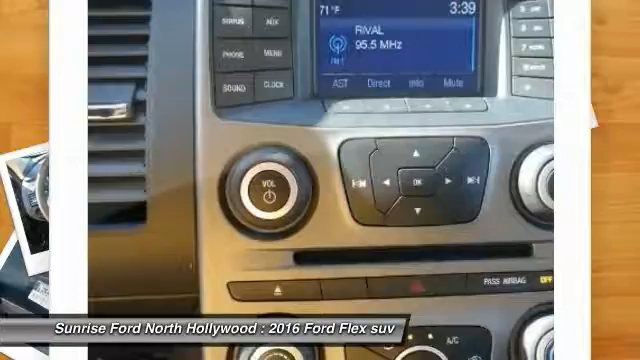 71°F 3:39
SIRIUS AUX
RIVAL
95.5 MHz
PHONE MENU
FM1
SOUND CLOCK
AST Direct Info Mute
VOL
OK
PASS AIRBAG OFF
A/C
Sunrise Ford North Hollywood : 2016 Ford Flex suv